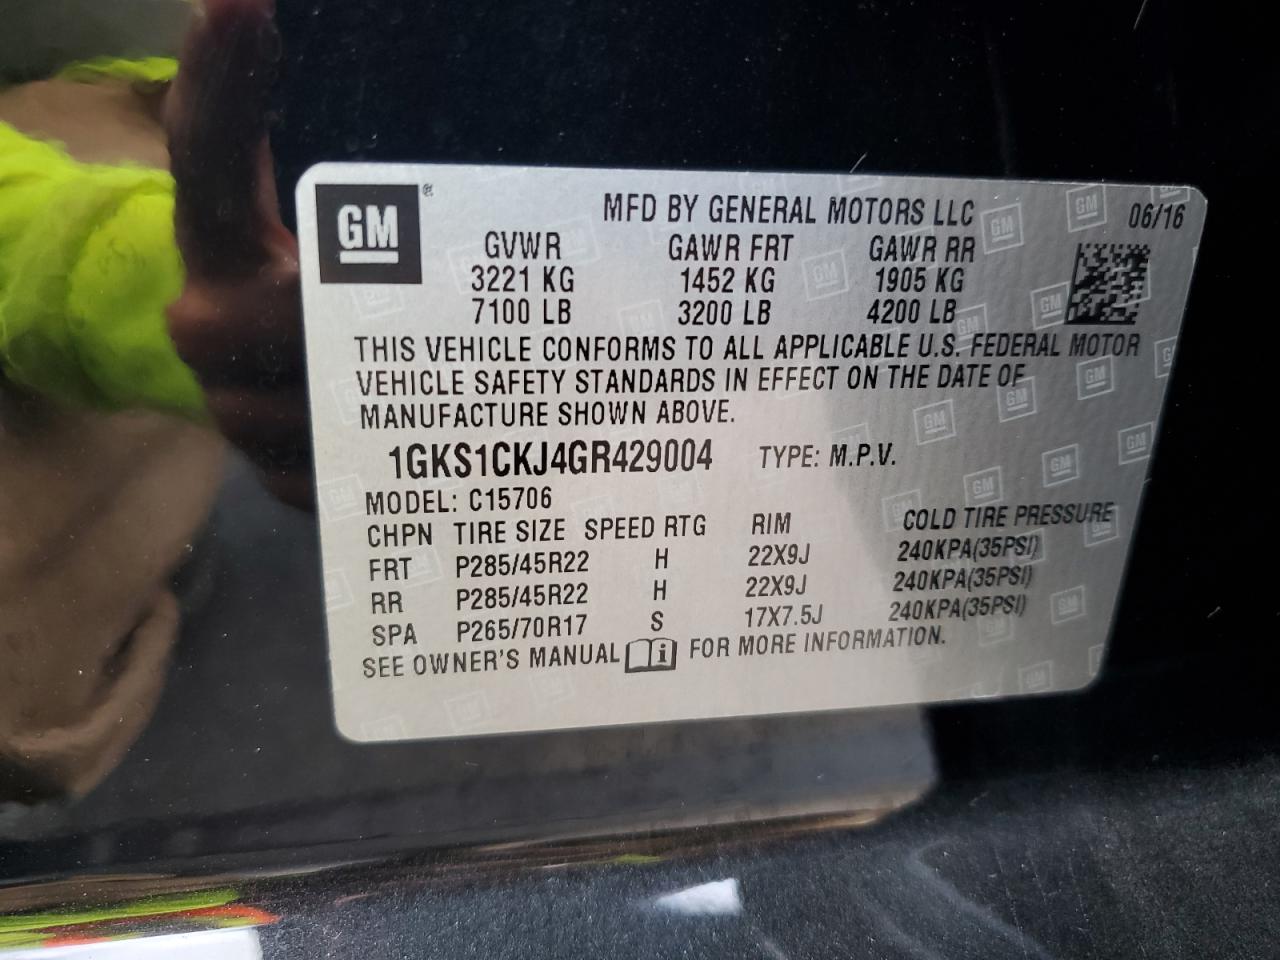 GM®
MFD BY GENERAL MOTORS LLC 06/16
GVWR GAWR FRT GAWR RR
3221 KG 1452 KG 1905 KG
7100 LB 3200 LB 4200 LB
THIS VEHICLE CONFORMS TO ALL APPLICABLE U.S. FEDERAL MOTOR
VEHICLE SAFETY STANDARDS IN EFFECT ON THE DATE OF
MANUFACTURE SHOWN ABOVE.
1GKS1CKJ4GR429004 TYPE: M.P.V.
MODEL: C15706
CHPN TIRE SIZE SPEED RTG RIM COLD TIRE PRESSURE
FRT P285/45R22 H 22X9J 240KPA(35PSI)
RR P285/45R22 H 22X9J 240KPA(35PSI)
SPA P265/70R17 S 17X7.5J 240KPA(35PSI)
SEE OWNER'S MANUAL i FOR MORE INFORMATION.